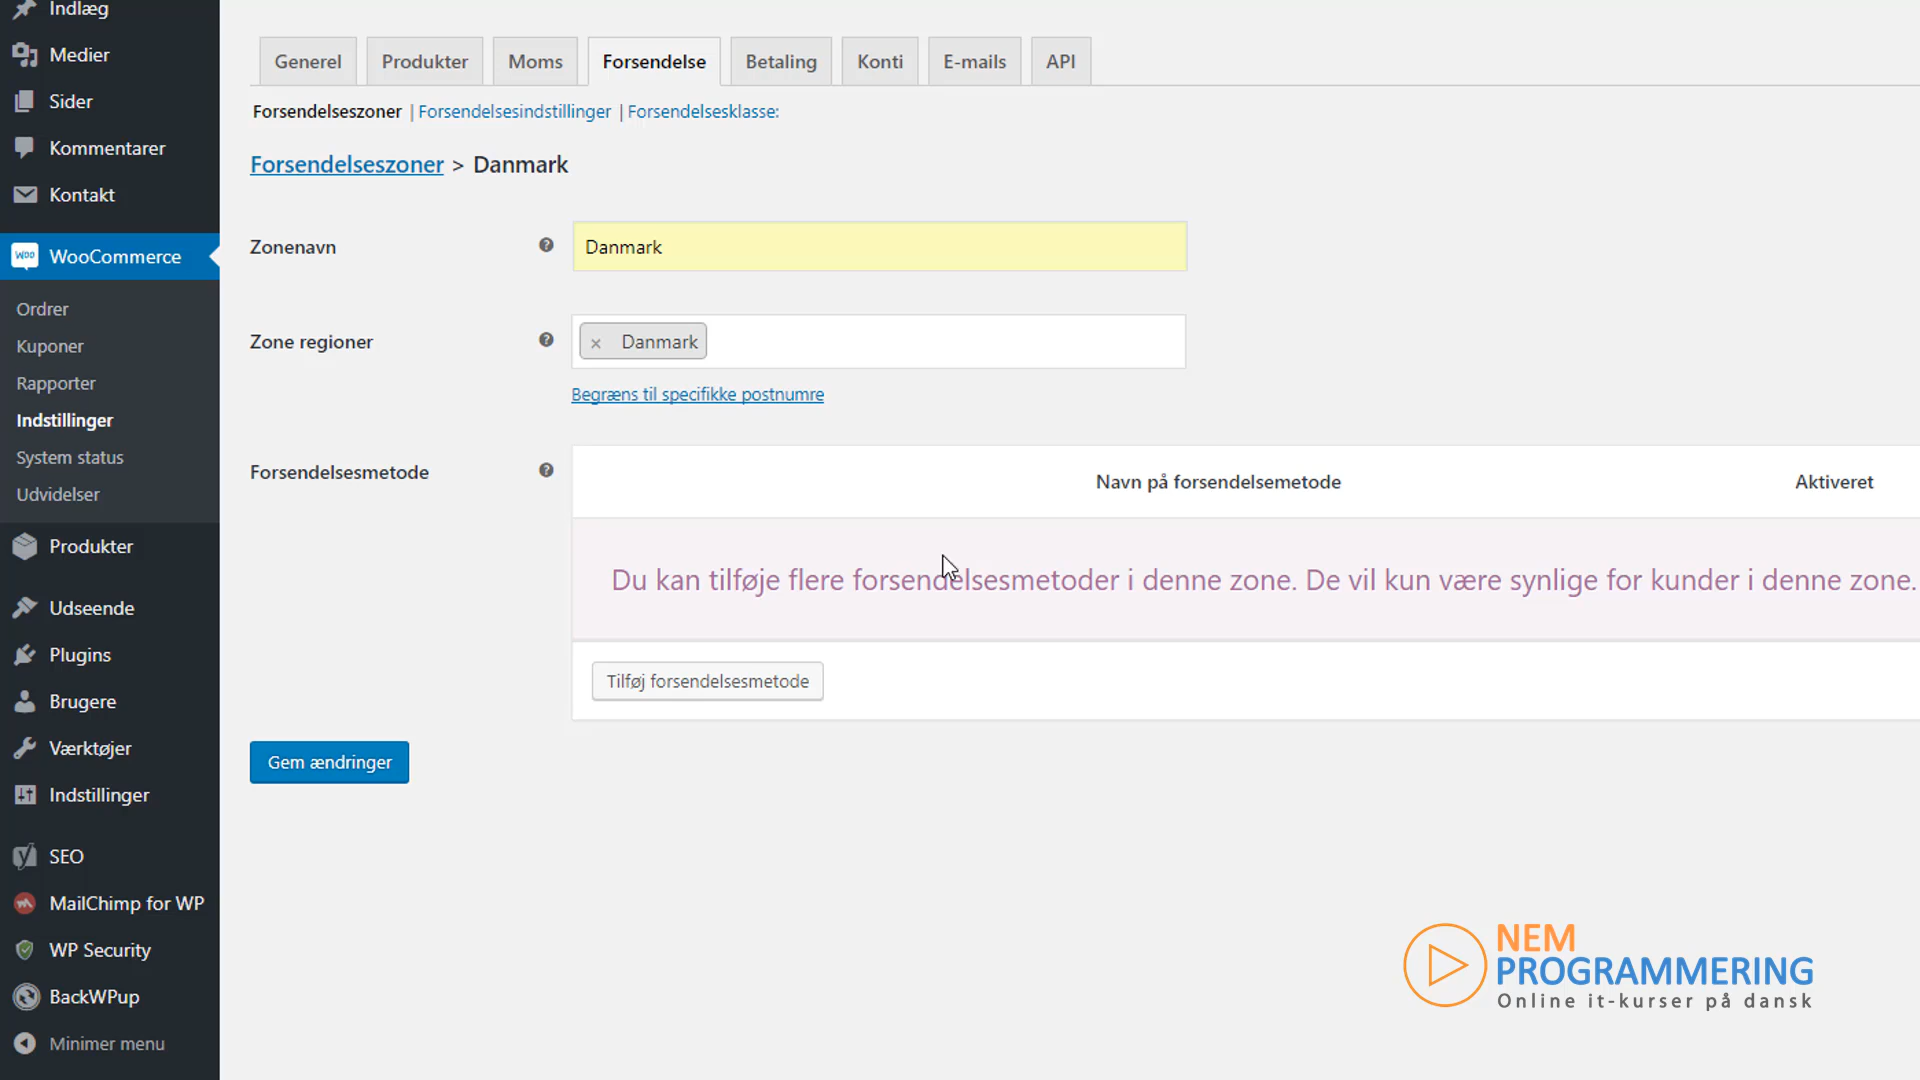 Indlæg
Medier
Sider
Kommentarer
Kontakt
WooCommerce
Ordrer
Kuponer
Rapporter
Indstillinger
System status
Udvidelser
Produkter
Udseende
Plugins
Brugere
Værktøjer
Indstillinger
SEO
MailChimp for WP
WP Security
BackWPup
Minimer menu
Generel Produkter Moms Forsendelse Betaling Konti E-mails API
Forsendelseszoner | Forsendelsesindstillinger | Forsendelsesklasse:
Forsendelseszoner > Danmark
Zonenavn ? Danmark
Zone regioner ? × Danmark
Begræns til specifikke postnumre
Forsendelsesmetode ? Navn på forsendelsemetode Aktiveret
Du kan tilføje flere forsendelsesmetoder i denne zone. De vil kun være synlige for kunder i denne zone.
Tilføj forsendelsesmetode
Gem ændringer
NEM
PROGRAMMERING
Online it-kurser på dansk